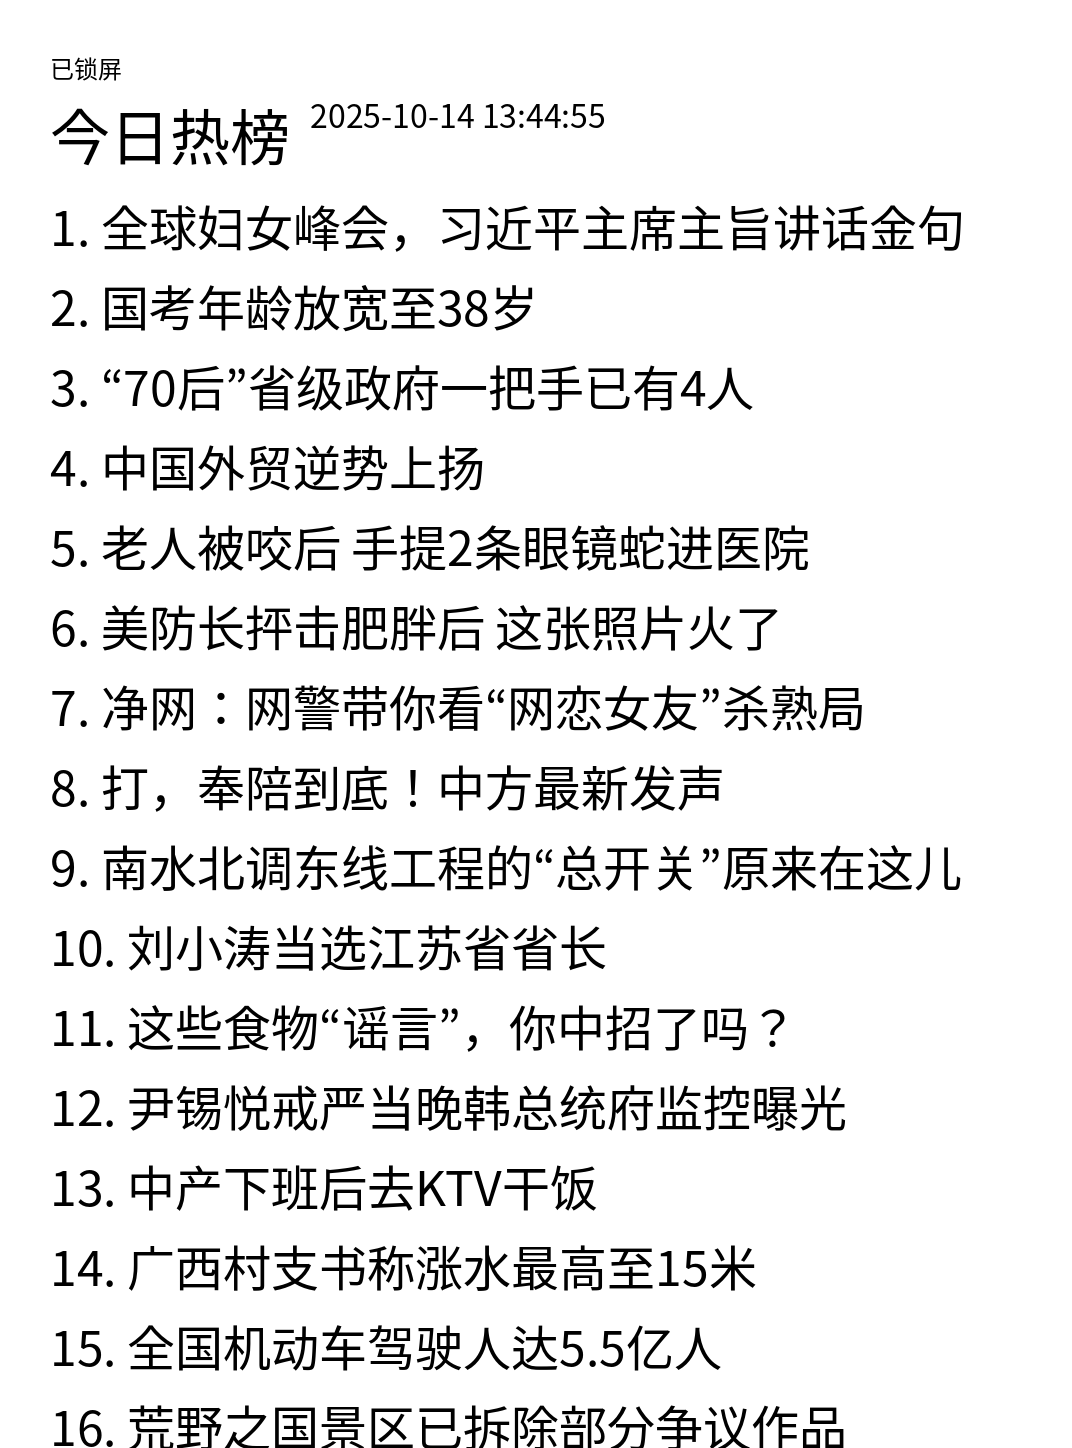 已锁屏
今日热榜 2025-10-14 13:44:55
1. 全球妇女峰会，习近平主席主旨讲话金句
2. 国考年龄放宽至38岁
3. “70后”省级政府一把手已有4人
4. 中国外贸逆势上扬
5. 老人被咬后 手提2条眼镜蛇进医院
6. 美防长抨击肥胖后 这张照片火了
7. 净网：网警带你看“网恋女友”杀熟局
8. 打，奉陪到底！中方最新发声
9. 南水北调东线工程的“总开关”原来在这儿
10. 刘小涛当选江苏省省长
11. 这些食物“谣言”，你中招了吗？
12. 尹锡悦戒严当晚韩总统府监控曝光
13. 中产下班后去KTV干饭
14. 广西村支书称涨水最高至15米
15. 全国机动车驾驶人达5.5亿人
16. 荒野之国景区已拆除部分争议作品